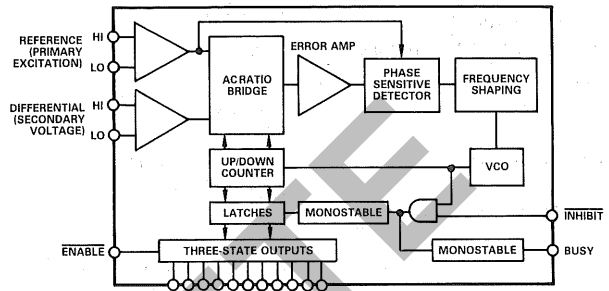 REFERENCE
(PRIMARY
EXCITATION)
HI
LO
DIFFERENTIAL
(SECONDARY
VOLTAGE)
HI
LO
AC RATIO
BRIDGE
ERROR AMP
PHASE
SENSITIVE
DETECTOR
FREQUENCY
SHAPING
UP/DOWN
COUNTER
VCO
LATCHES
MONOSTABLE
INHIBIT
ENABLE
THREE-STATE OUTPUTS
MONOSTABLE
BUSY